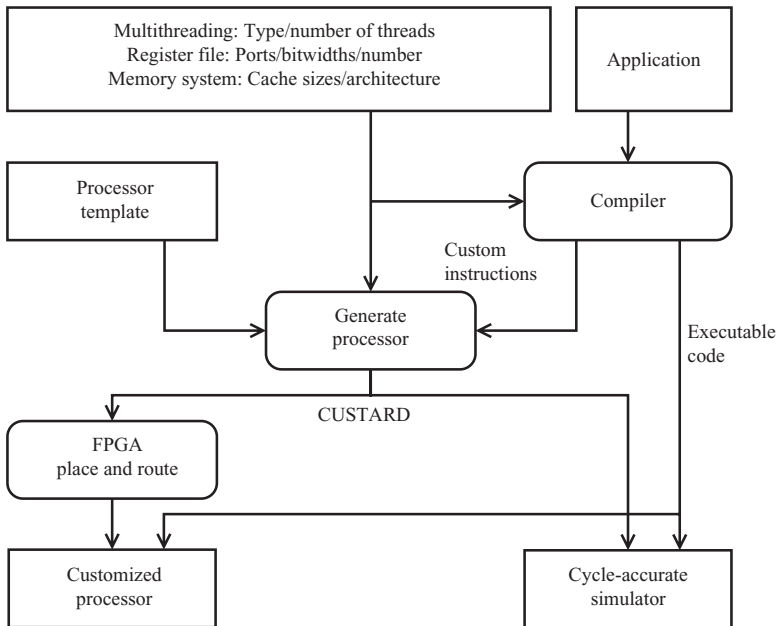 Multithreading: Type/number of threads
Register file: Ports/bitwidths/number
Memory system: Cache sizes/architecture
Application
Processor
template
Compiler
Custom
instructions
Generate
processor
Executable
code
CUSTARD
FPGA
place and route
Customized
processor
Cycle-accurate
simulator